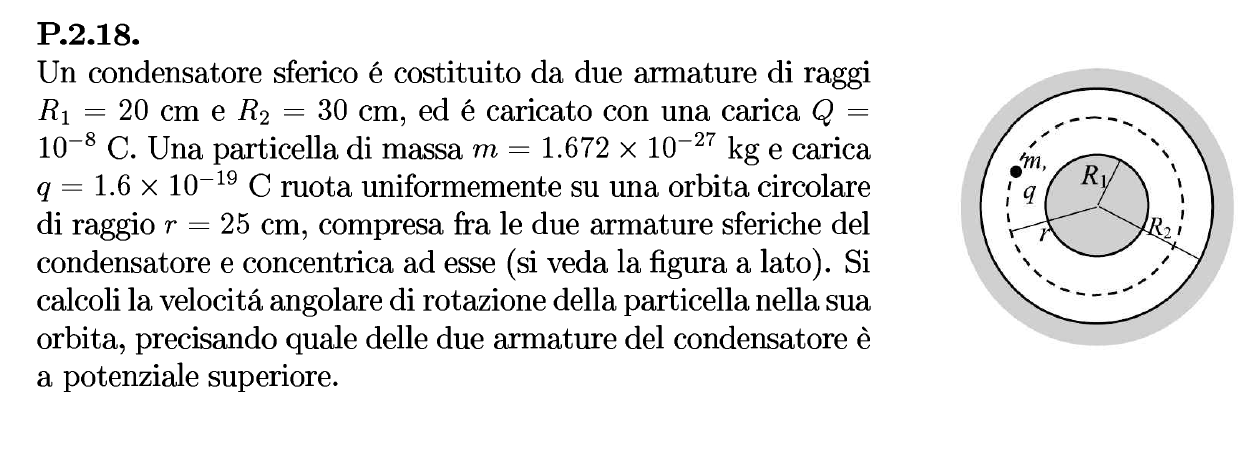 P.2.18.
Un condensatore sferico é costituito da due armature di raggi
R₁ = 20 cm e R₂ = 30 cm, ed é caricato con una carica Q =
10⁻⁸ C. Una particella di massa m = 1.672 × 10⁻²⁷ kg e carica
q = 1.6 × 10⁻¹⁹ C ruota uniformemente su una orbita circolare
di raggio r = 25 cm, compresa fra le due armature sferiche del
condensatore e concentrica ad esse (si veda la figura a lato). Si
calcoli la velocitá angolare di rotazione della particella nella sua
orbita, precisando quale delle due armature del condensatore è
a potenziale superiore.
m,
q
R₁
r
R₂